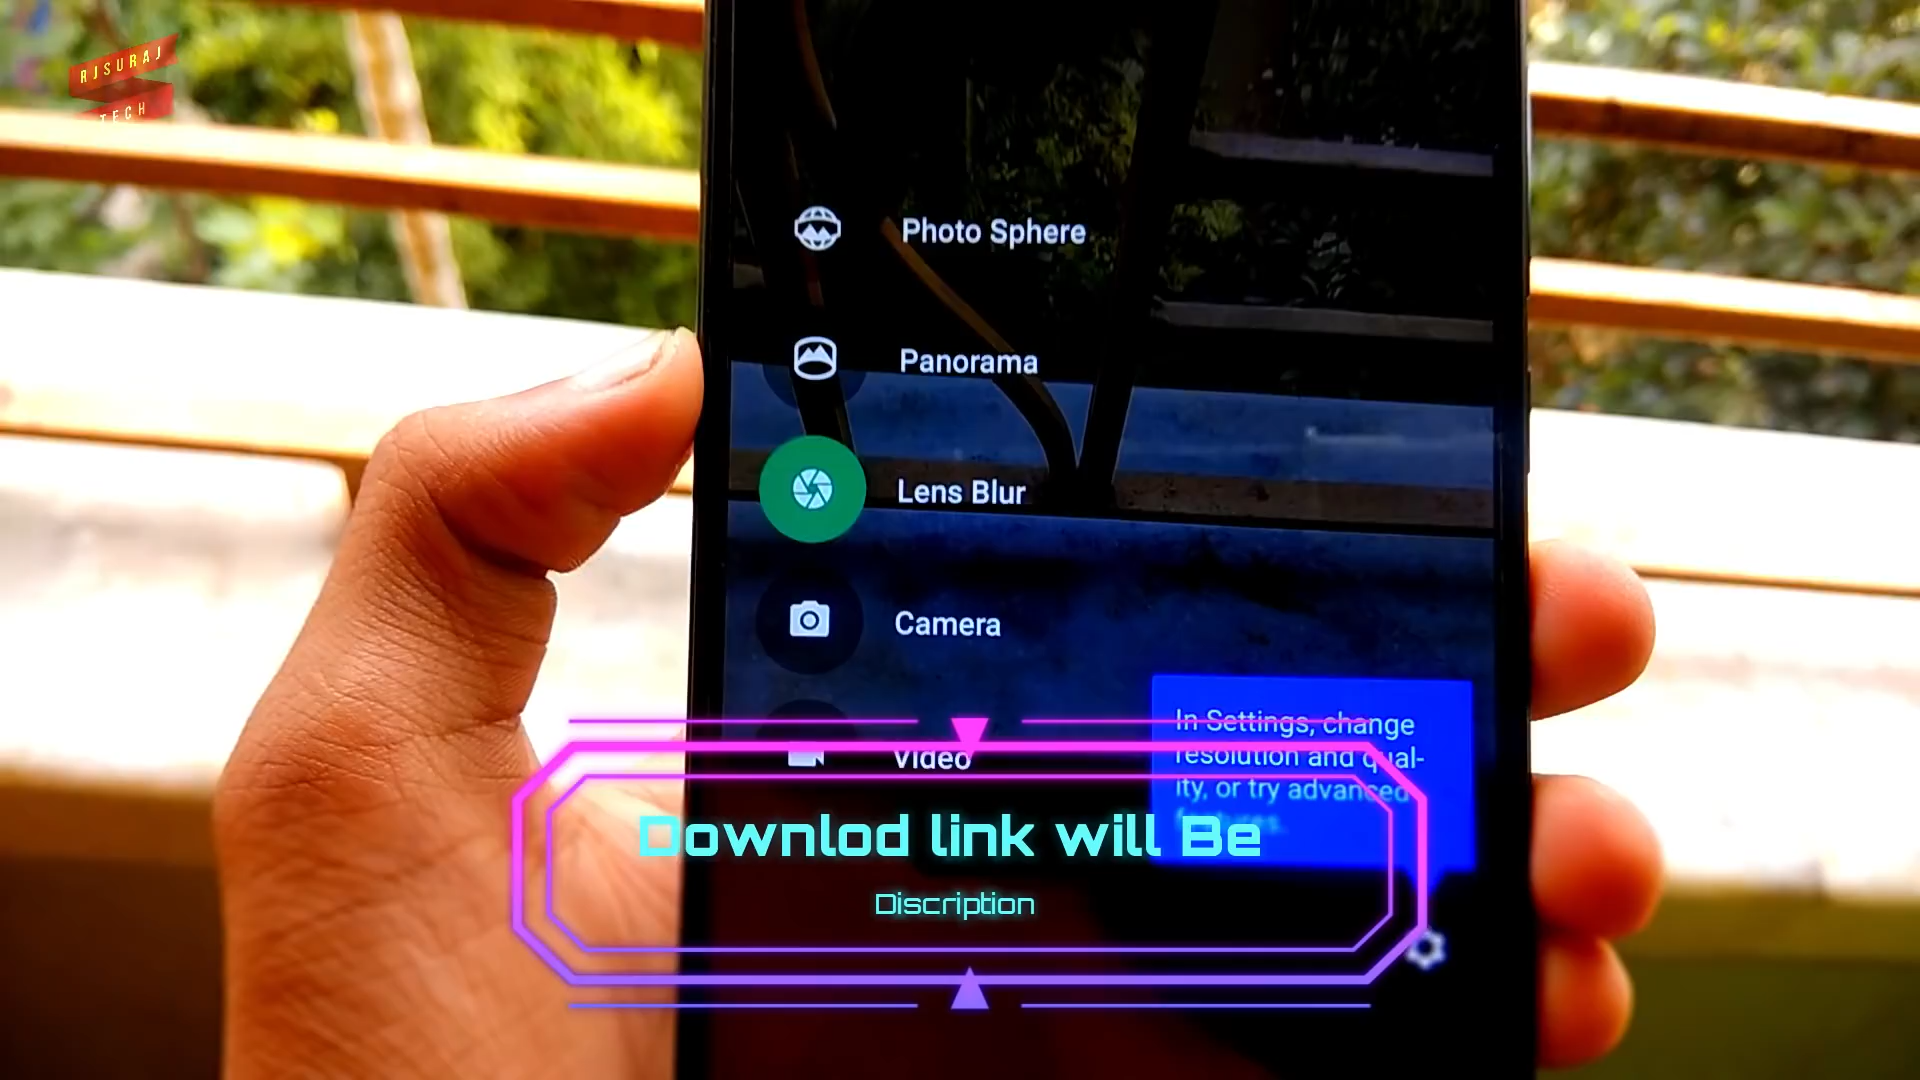 RJSURAJ
TECH
Photo Sphere
Panorama
Lens Blur
Camera
Video
In Settings, change
resolution and qual-
ity, or try advanced
features.
Downlod link will Be
Discription